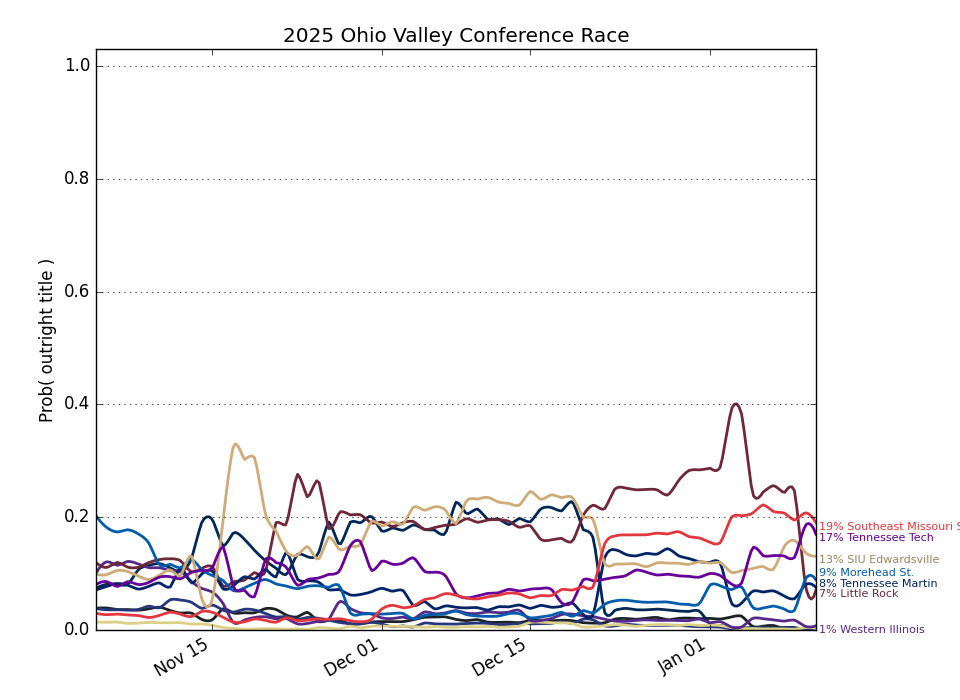 2025 Ohio Valley Conference Race
Prob( outright title )
1.0
0.8
0.6
0.4
0.2
0.0
Nov 15
Dec 01
Dec 15
Jan 01
19% Southeast Missouri S
17% Tennessee Tech
13% SIU Edwardsville
9% Morehead St.
8% Tennessee Martin
7% Little Rock
1% Western Illinois